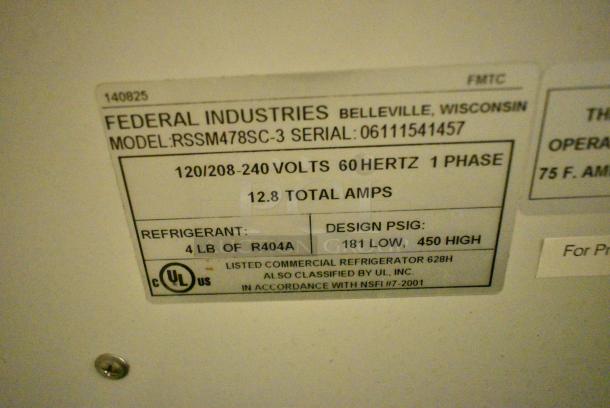 140825 FMTC
FEDERAL INDUSTRIES BELLEVILLE, WISCONSIN
MODEL:RSSM478SC-3 SERIAL: 06111541457
120/208-240 VOLTS 60 HERTZ 1 PHASE
12.8 TOTAL AMPS
REFRIGERANT:
4 LB OF R404A
DESIGN PSIG:
181 LOW, 450 HIGH
LISTED COMMERCIAL REFRIGERATOR 628H
ALSO CLASSIFIED BY UL, INC.
IN ACCORDANCE WITH NSFI #7-2001
C UL US
TH
OPERA
75 F. AM
For Pr